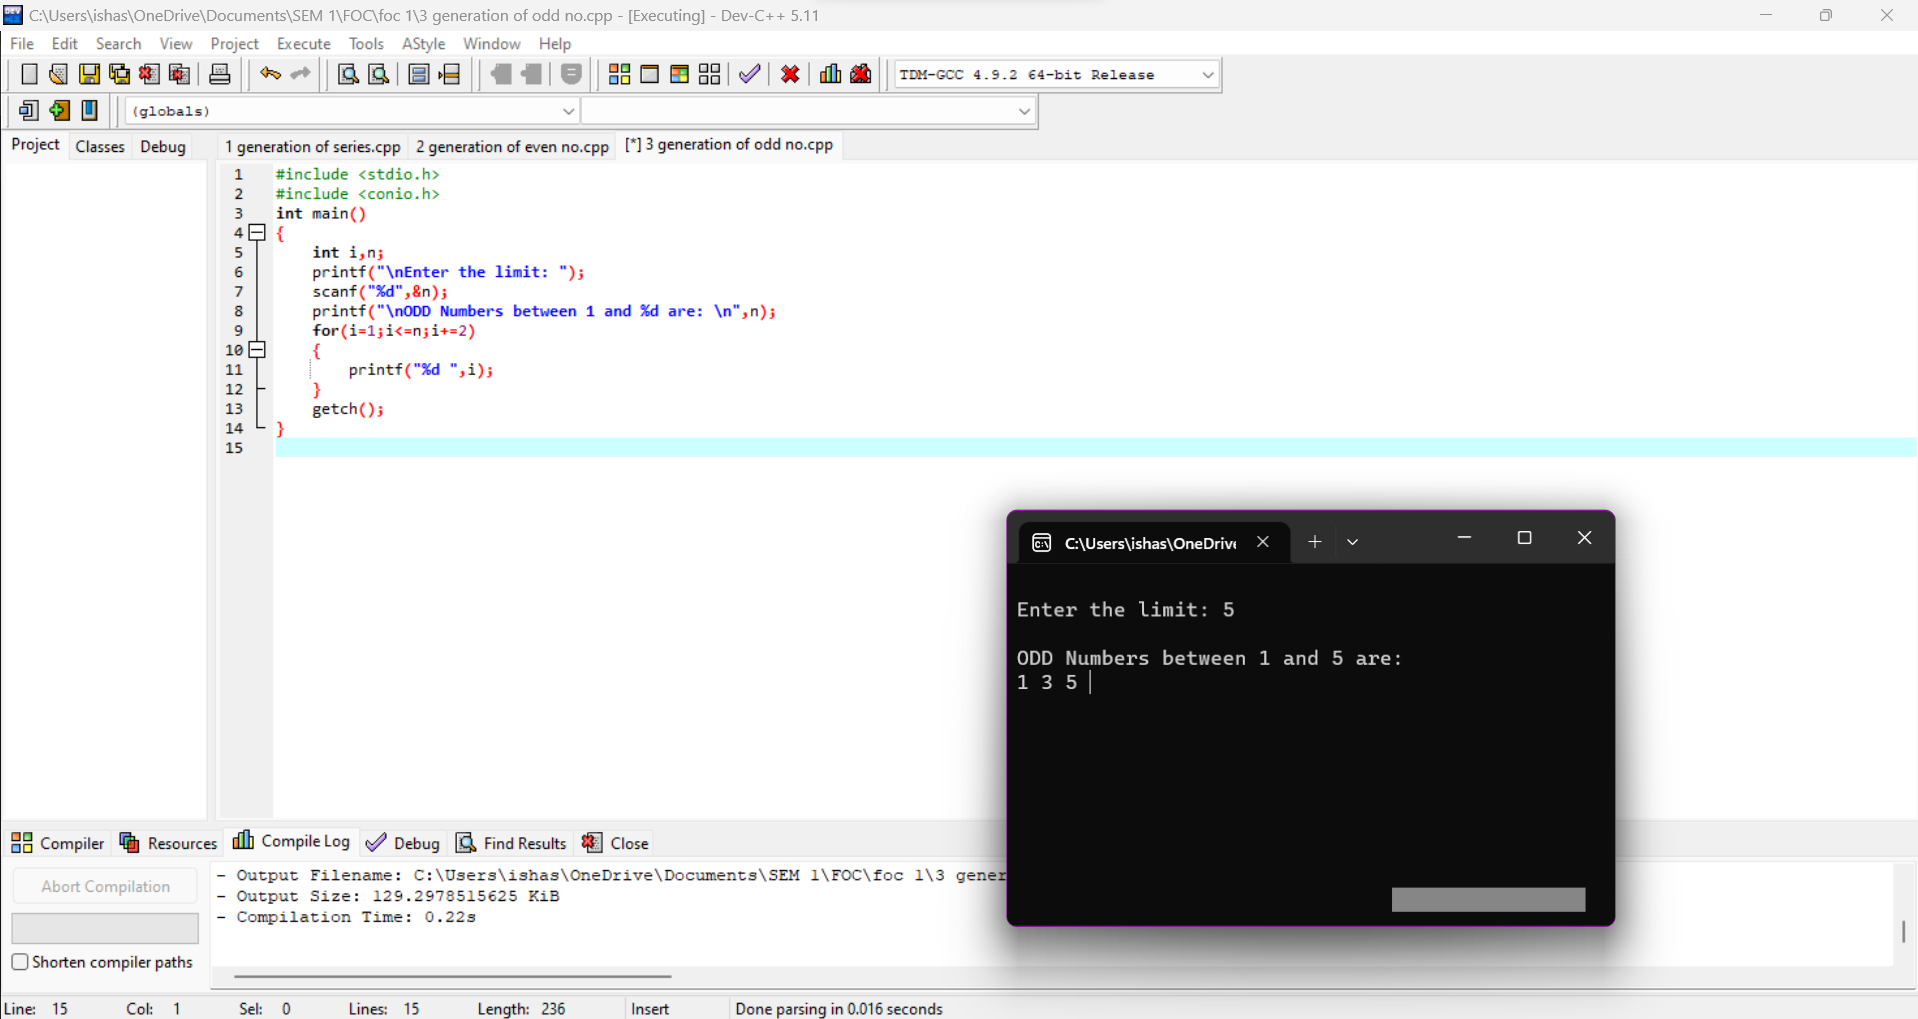 C:\Users\ishas\OneDrive\Documents\SEM 1\FOC\foc 1\3 generation of odd no.cpp - [Executing] - Dev-C++ 5.11
File Edit Search View Project Execute Tools AStyle Window Help
TDM-GCC 4.9.2 64-bit Release
(globals)
Project Classes Debug
1 generation of series.cpp 2 generation of even no.cpp [*] 3 generation of odd no.cpp
1 #include <stdio.h>
2 #include <conio.h>
3 int main()
4 {
5 int i,n;
6 printf("\nEnter the limit: ");
7 scanf("%d",&n);
8 printf("\nODD Numbers between 1 and %d are: \n",n);
9 for(i=1;i<=n;i+=2)
10 {
11 printf("%d ",i);
12 }
13 getch();
14 }
15
C:\Users\ishas\OneDrive
Enter the limit: 5
ODD Numbers between 1 and 5 are:
1 3 5
Compiler Resources Compile Log Debug Find Results Close
Abort Compilation
Shorten compiler paths
- Output Filename: C:\Users\ishas\OneDrive\Documents\SEM 1\FOC\foc 1\3 gener
- Output Size: 129.2978515625 KiB
- Compilation Time: 0.22s
Line: 15 Col: 1 Sel: 0 Lines: 15 Length: 236 Insert Done parsing in 0.016 seconds